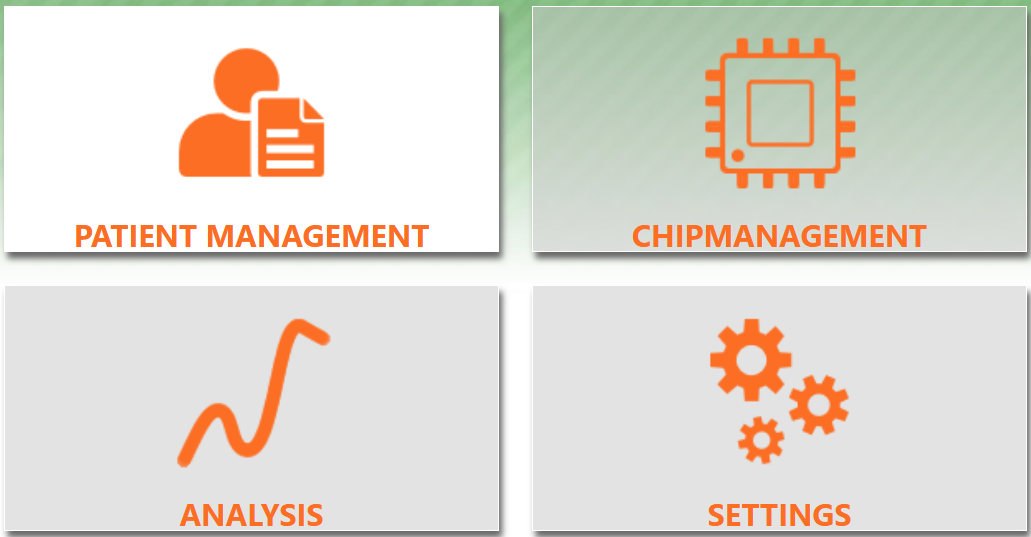 PATIENT MANAGEMENT
CHIPMANAGEMENT
ANALYSIS
SETTINGS